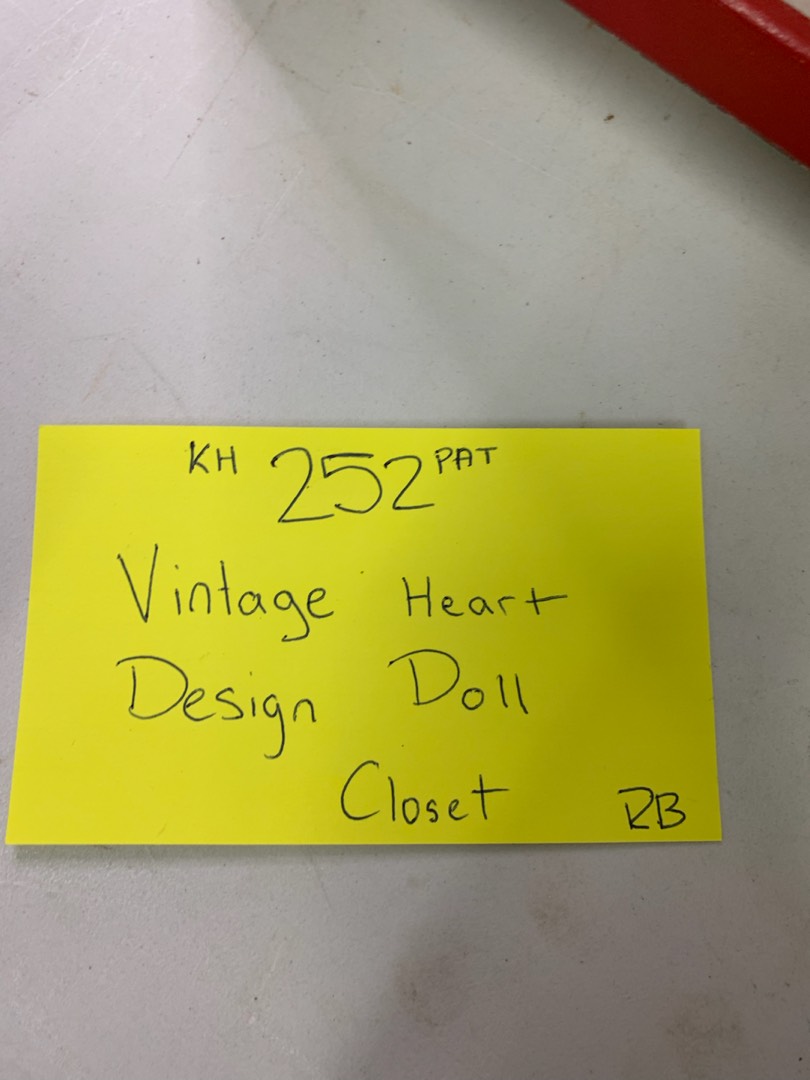 KH 252 PAT
Vintage Heart
Design Doll
Closet RB